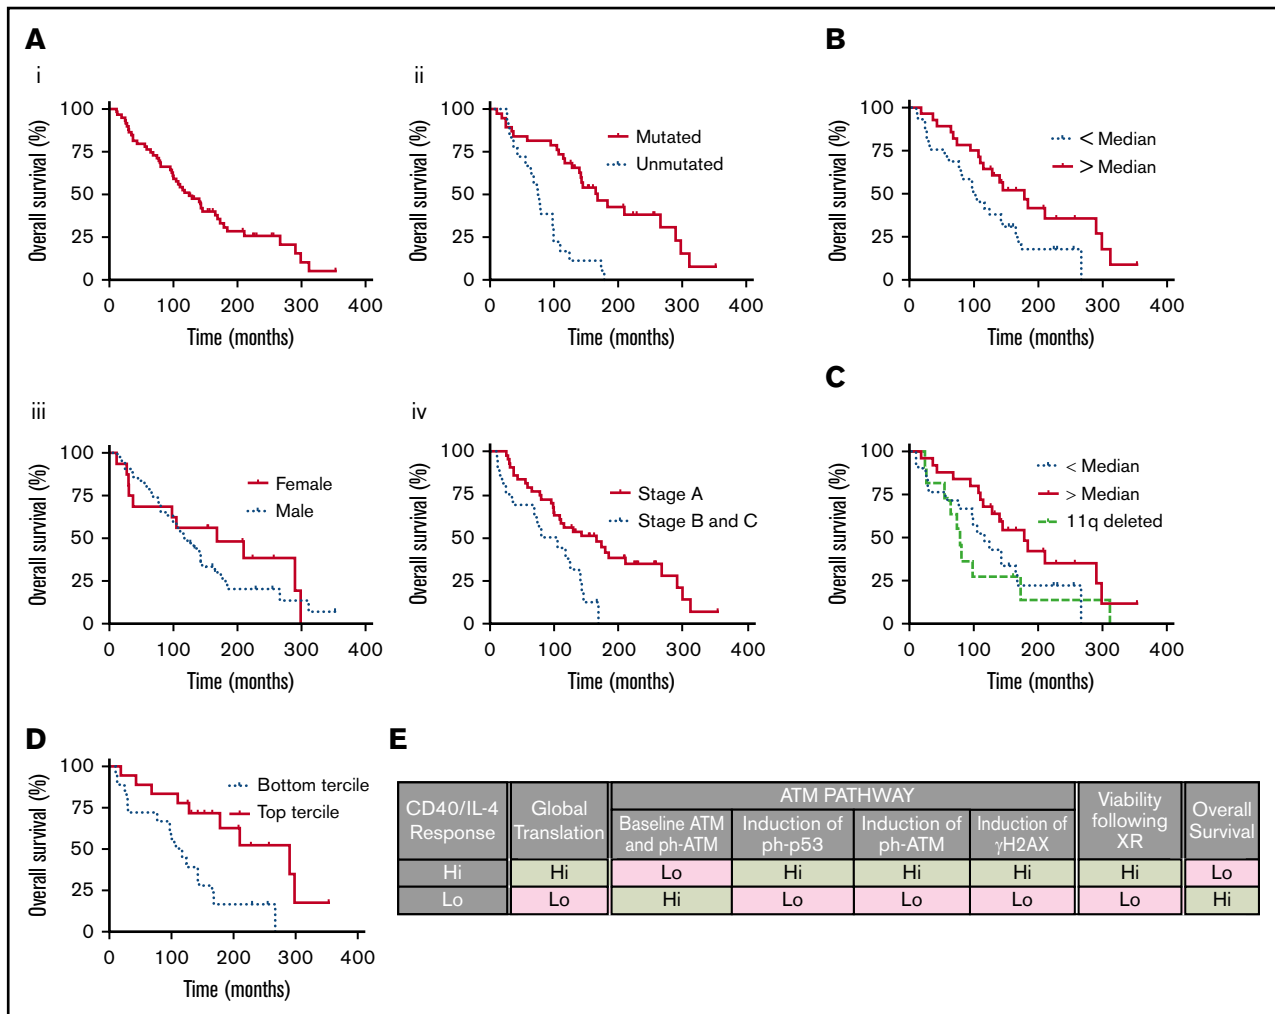 A
i
100
75
50
25
0
Overall survival (%)
0 100 200 300 400
Time (months)
ii
100
75
50
25
0
Overall survival (%)
Mutated
Unmutated
0 100 200 300 400
Time (months)
B
100
75
50
25
0
Overall survival (%)
< Median
> Median
0 100 200 300 400
Time (months)
iii
100
75
50
25
0
Overall survival (%)
Female
Male
0 100 200 300 400
Time (months)
iv
100
75
50
25
0
Overall survival (%)
Stage A
Stage B and C
0 100 200 300 400
Time (months)
C
100
75
50
25
0
Overall survival (%)
< Median
> Median
11q deleted
0 100 200 300 400
Time (months)
D
100
75
50
25
0
Overall survival (%)
Bottom tercile
Top tercile
0 100 200 300 400
Time (months)
E
CD40/IL-4
Response
Global
Translation
ATM PATHWAY
Baseline ATM
and ph-ATM
Induction of
ph-p53
Induction of
ph-ATM
Induction of
γH2AX
Viability
following
XR
Overall
Survival
Hi Hi Lo Hi Hi Hi Hi Lo
Lo Lo Hi Lo Lo Lo Lo Hi